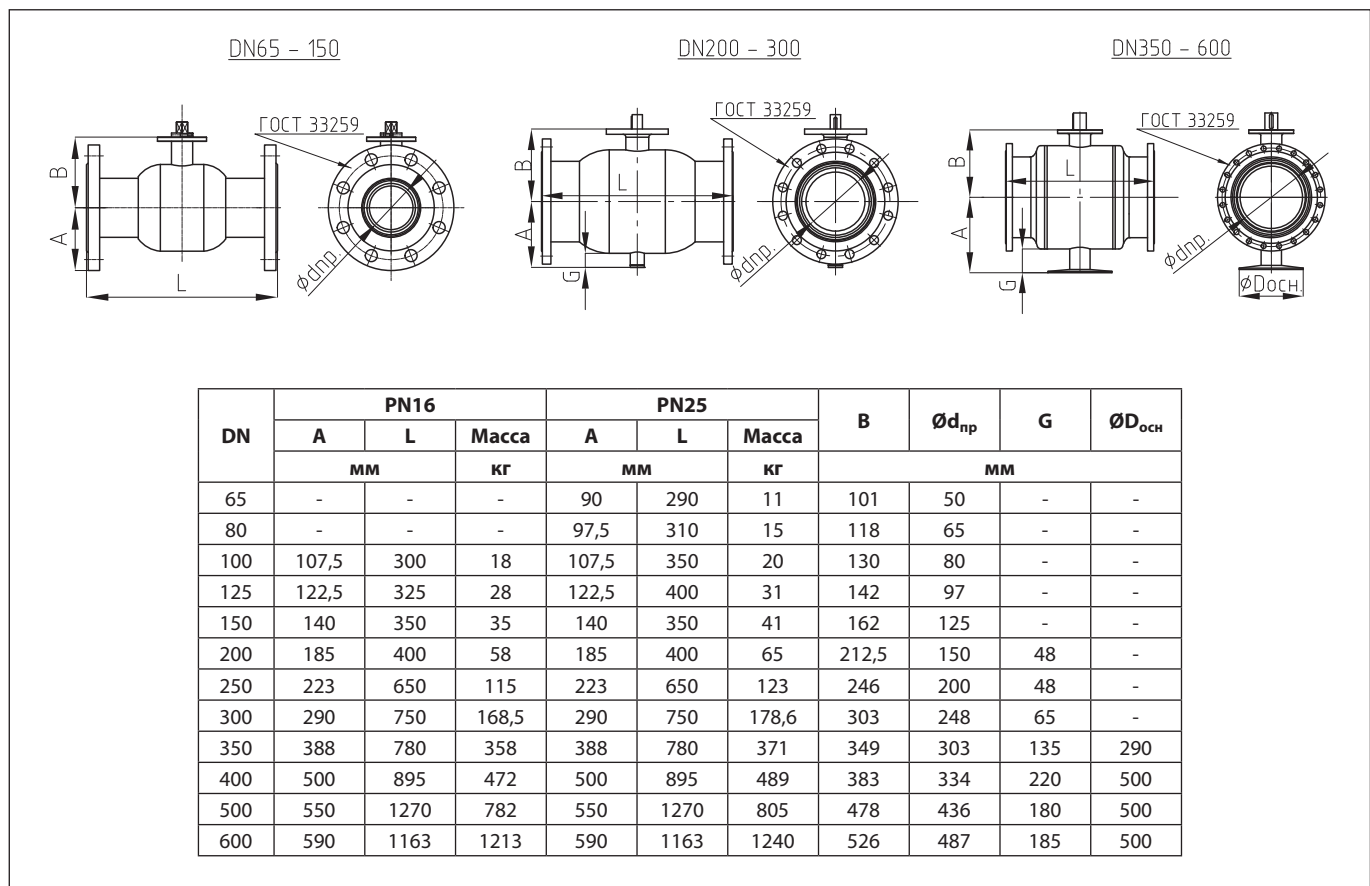 DN65 – 150
DN200 – 300
DN350 – 600
ГОСТ 33259
B
A
L
ϕdпр.
ГОСТ 33259
B
L
A
G
ϕdпр.
ГОСТ 33259
B
L
A
G
ϕdпр.
ϕDосн.
DN PN16 PN25 B Ødпр G ØDосн
A L Масса A L Масса
мм кг мм кг мм
65 - - - 90 290 11 101 50 - -
80 - - - 97,5 310 15 118 65 - -
100 107,5 300 18 107,5 350 20 130 80 - -
125 122,5 325 28 122,5 400 31 142 97 - -
150 140 350 35 140 350 41 162 125 - -
200 185 400 58 185 400 65 212,5 150 48 -
250 223 650 115 223 650 123 246 200 48 -
300 290 750 168,5 290 750 178,6 303 248 65 -
350 388 780 358 388 780 371 349 303 135 290
400 500 895 472 500 895 489 383 334 220 500
500 550 1270 782 550 1270 805 478 436 180 500
600 590 1163 1213 590 1163 1240 526 487 185 500